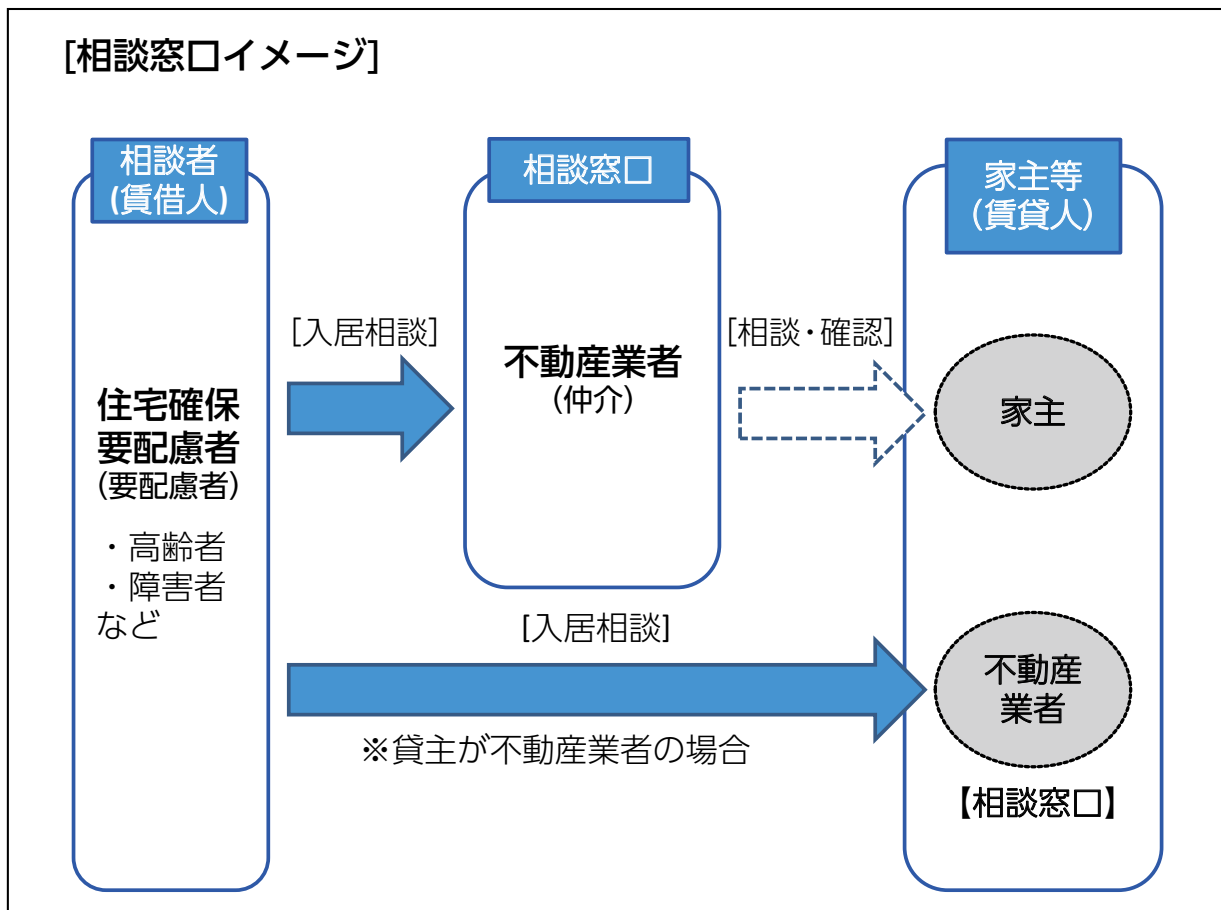 [相談窓口イメージ]
相談者
(賃借人)
相談窓口
家主等
(賃貸人)
[入居相談]
[相談・確認]
住宅確保
要配慮者
(要配慮者)
・高齢者
・障害者
など
不動産業者
(仲介)
家主
[入居相談]
※貸主が不動産業者の場合
不動産
業者
【相談窓口】